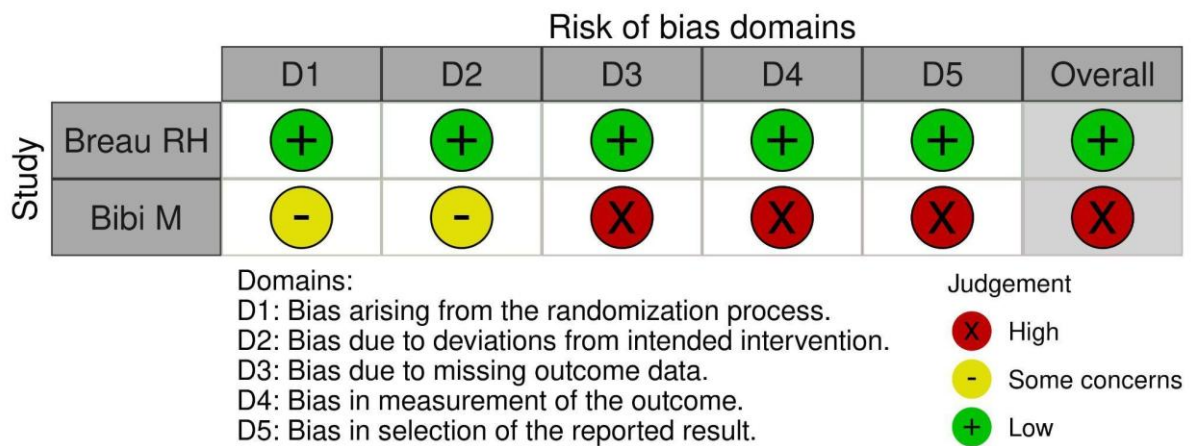 Risk of bias domains
D1 D2 D3 D4 D5 Overall
Study
Breau RH + + + + + +
Bibi M - - X X X X
Domains:
D1: Bias arising from the randomization process.
D2: Bias due to deviations from intended intervention.
D3: Bias due to missing outcome data.
D4: Bias in measurement of the outcome.
D5: Bias in selection of the reported result.
Judgement
X High
- Some concerns
+ Low